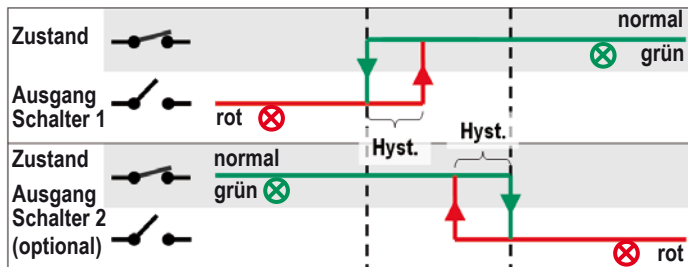 Zustand
normal
grün
Ausgang
Schalter 1
rot
Hyst.
Hyst.
Zustand
normal
grün
Ausgang
Schalter 2
(optional)
rot